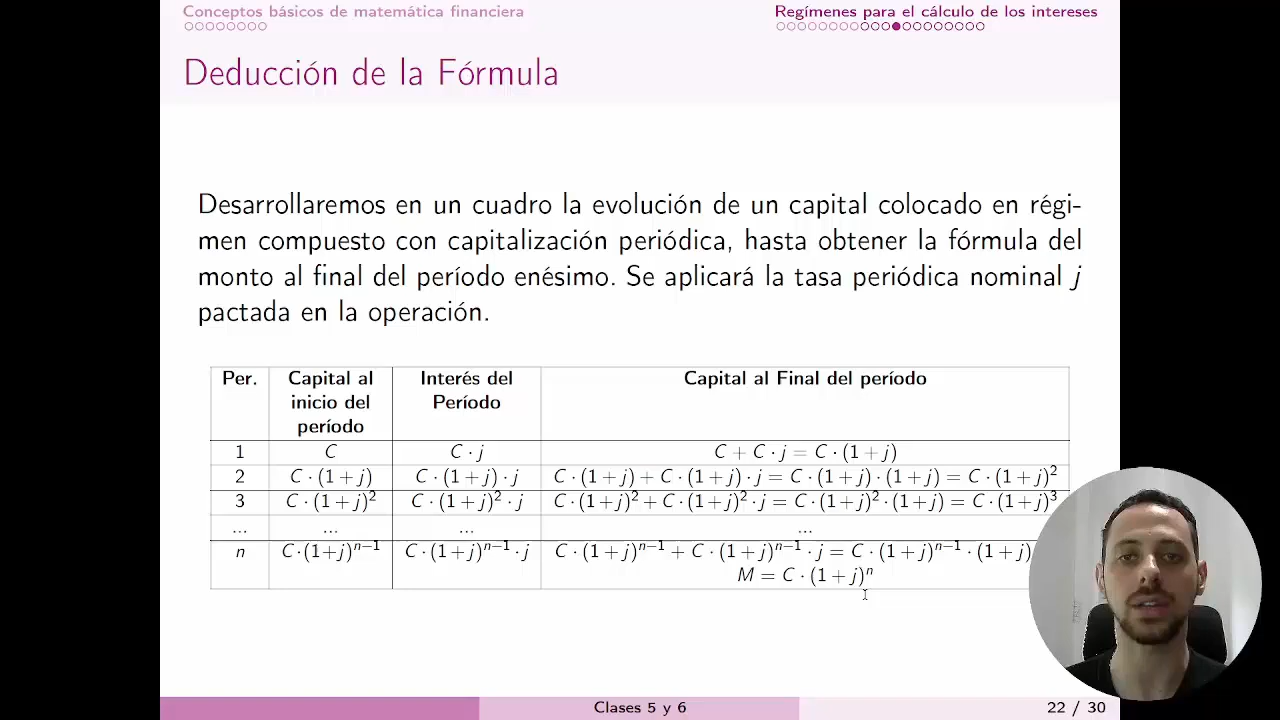 Conceptos básicos de matemática financiera
Regímenes para el cálculo de los intereses
Deducción de la Fórmula
Desarrollaremos en un cuadro la evolución de un capital colocado en régi-
men compuesto con capitalización periódica, hasta obtener la fórmula del
monto al final del período enésimo. Se aplicará la tasa periódica nominal j
pactada en la operación.
Per. Capital al inicio del período Interés del Período Capital al Final del período
1 C C · j C + C · j = C · (1 + j)
2 C · (1 + j) C · (1 + j) · j C · (1 + j) + C · (1 + j) · j = C · (1 + j) · (1 + j) = C · (1 + j)²
3 C · (1 + j)² C · (1 + j)² · j C · (1 + j)² + C · (1 + j)² · j = C · (1 + j)² · (1 + j) = C · (1 + j)³
... ... ... ...
n C · (1+j)ⁿ⁻¹ C · (1 + j)ⁿ⁻¹ · j C · (1 + j)ⁿ⁻¹ + C · (1 + j)ⁿ⁻¹ · j = C · (1 + j)ⁿ⁻¹ · (1 + j)
M = C · (1 + j)ⁿ
Clases 5 y 6
22 / 30